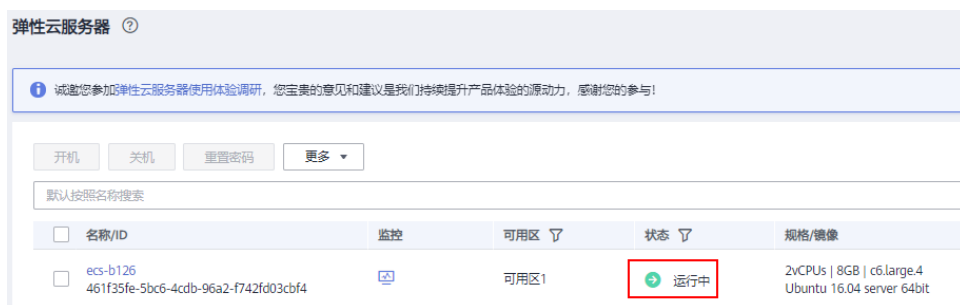 弹性云服务器 ?
诚邀您参加弹性云服务器使用体验调研，您宝贵的意见和建议是我们持续提升产品体验的源动力，感谢您的参与！
开机 关机 重置密码 更多
默认按照名称搜索
名称/ID 监控 可用区 状态 规格/镜像
ecs-b126 可用区1 运行中 2vCPUs | 8GB | c6.large.4
461f35fe-5bc6-4cdb-96a2-f742fd03cbf4 Ubuntu 16.04 server 64bit